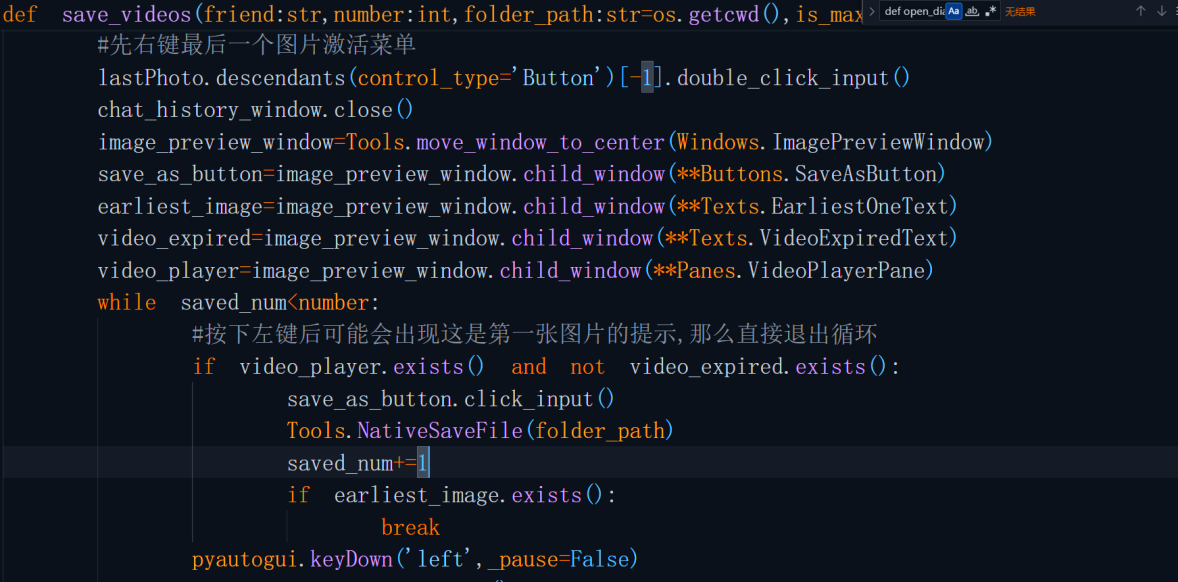 def save_videos(friend:str,number:int,folder_path:str=os.getcwd(),is_max
def open_dia Aa ab .* 无结果
#先右键最后一个图片激活菜单
lastPhoto.descendants(control_type='Button')[-1].double_click_input()
chat_history_window.close()
image_preview_window=Tools.move_window_to_center(Windows.ImagePreviewWindow)
save_as_button=image_preview_window.child_window(**Buttons.SaveAsButton)
earliest_image=image_preview_window.child_window(**Texts.EarliestOneText)
video_expired=image_preview_window.child_window(**Texts.VideoExpiredText)
video_player=image_preview_window.child_window(**Panes.VideoPlayerPane)
while saved_num<number:
#按下左键后可能会出现这是第一张图片的提示,那么直接退出循环
if video_player.exists() and not video_expired.exists():
save_as_button.click_input()
Tools.NativeSaveFile(folder_path)
saved_num+=1
if earliest_image.exists():
break
pyautogui.keyDown('left',_pause=False)